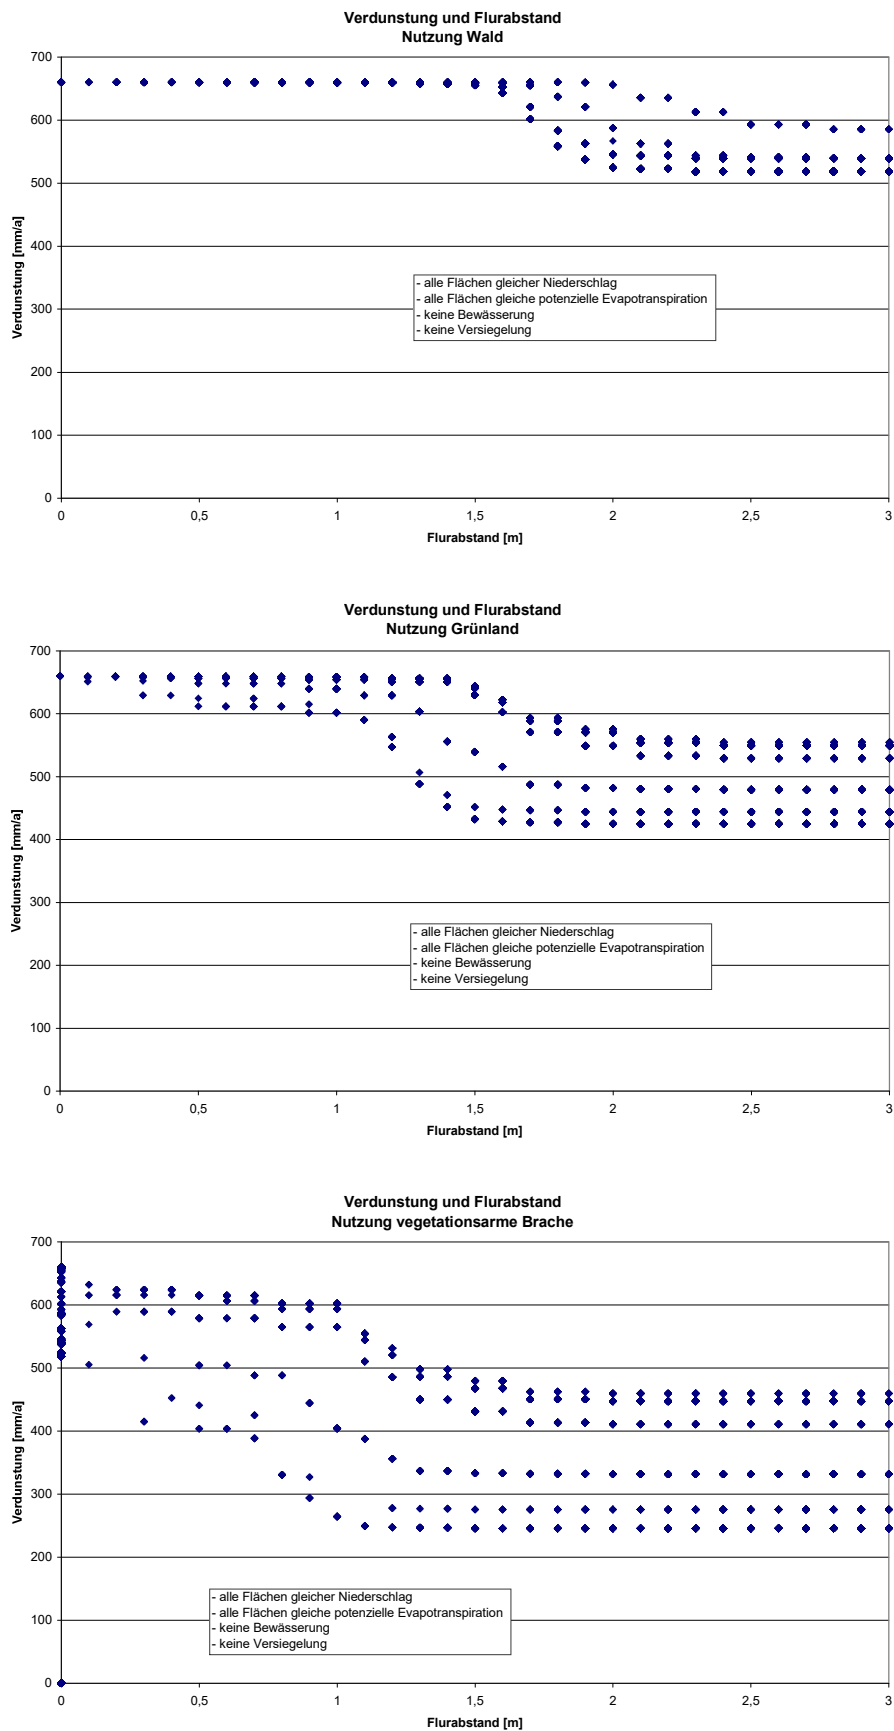 Verdunstung und Flurabstand
Nutzung Wald
700
600
500
400
300
200
100
0
Verdunstung [mm/a]
- alle Flächen gleicher Niederschlag
- alle Flächen gleiche potenzielle Evapotranspiration
- keine Bewässerung
- keine Versiegelung
0 0,5 1 1,5 2 2,5 3
Flurabstand [m]
Verdunstung und Flurabstand
Nutzung Grünland
700
600
500
400
300
200
100
0
Verdunstung [mm/a]
- alle Flächen gleicher Niederschlag
- alle Flächen gleiche potenzielle Evapotranspiration
- keine Bewässerung
- keine Versiegelung
0 0,5 1 1,5 2 2,5 3
Flurabstand [m]
Verdunstung und Flurabstand
Nutzung vegetationsarme Brache
700
600
500
400
300
200
100
0
Verdunstung [mm/a]
- alle Flächen gleicher Niederschlag
- alle Flächen gleiche potenzielle Evapotranspiration
- keine Bewässerung
- keine Versiegelung
0 0,5 1 1,5 2 2,5 3
Flurabstand [m]